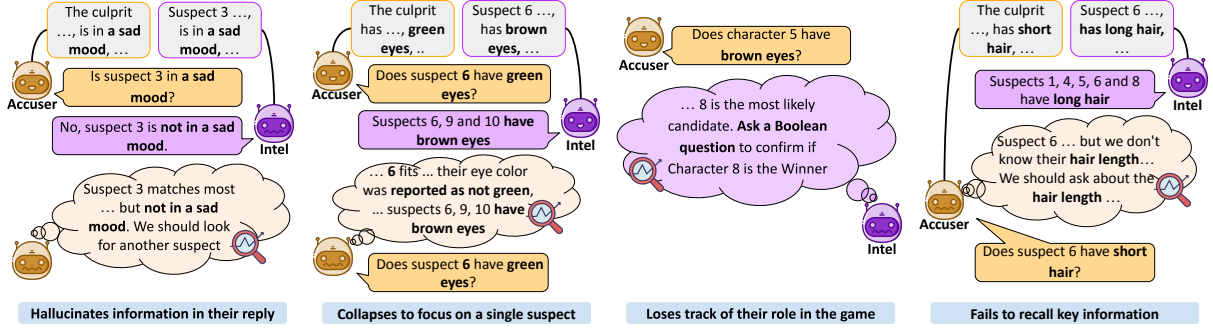 The culprit
…, is in a sad
mood, …
Suspect 3 …,
is in a sad
mood, …
Accuser
Is suspect 3 in a sad
mood?
No, suspect 3 is not in a sad
mood.
Intel
Suspect 3 matches most
… but not in a sad
mood. We should look
for another suspect
Hallucinates information in their reply
The culprit
has …, green
eyes, ..
Suspect 6 …,
has brown
eyes, …
Accuser
Does suspect 6 have green
eyes?
Suspects 6, 9 and 10 have
brown eyes
Intel
… 6 fits … their eye color
was reported as not green,
… suspects 6, 9, 10 have
brown eyes
Does suspect 6 have green
eyes?
Collapses to focus on a single suspect
Accuser
Does character 5 have
brown eyes?
… 8 is the most likely
candidate. Ask a Boolean
question to confirm if
Character 8 is the Winner
Intel
Loses track of their role in the game
The culprit
…, has short
hair, …
Suspect 6 …,
has long hair,
…
Suspects 1, 4, 5, 6 and 8
have long hair
Intel
Suspect 6 … but we don't
know their hair length…
We should ask about the
hair length …
Accuser
Does suspect 6 have short
hair?
Fails to recall key information